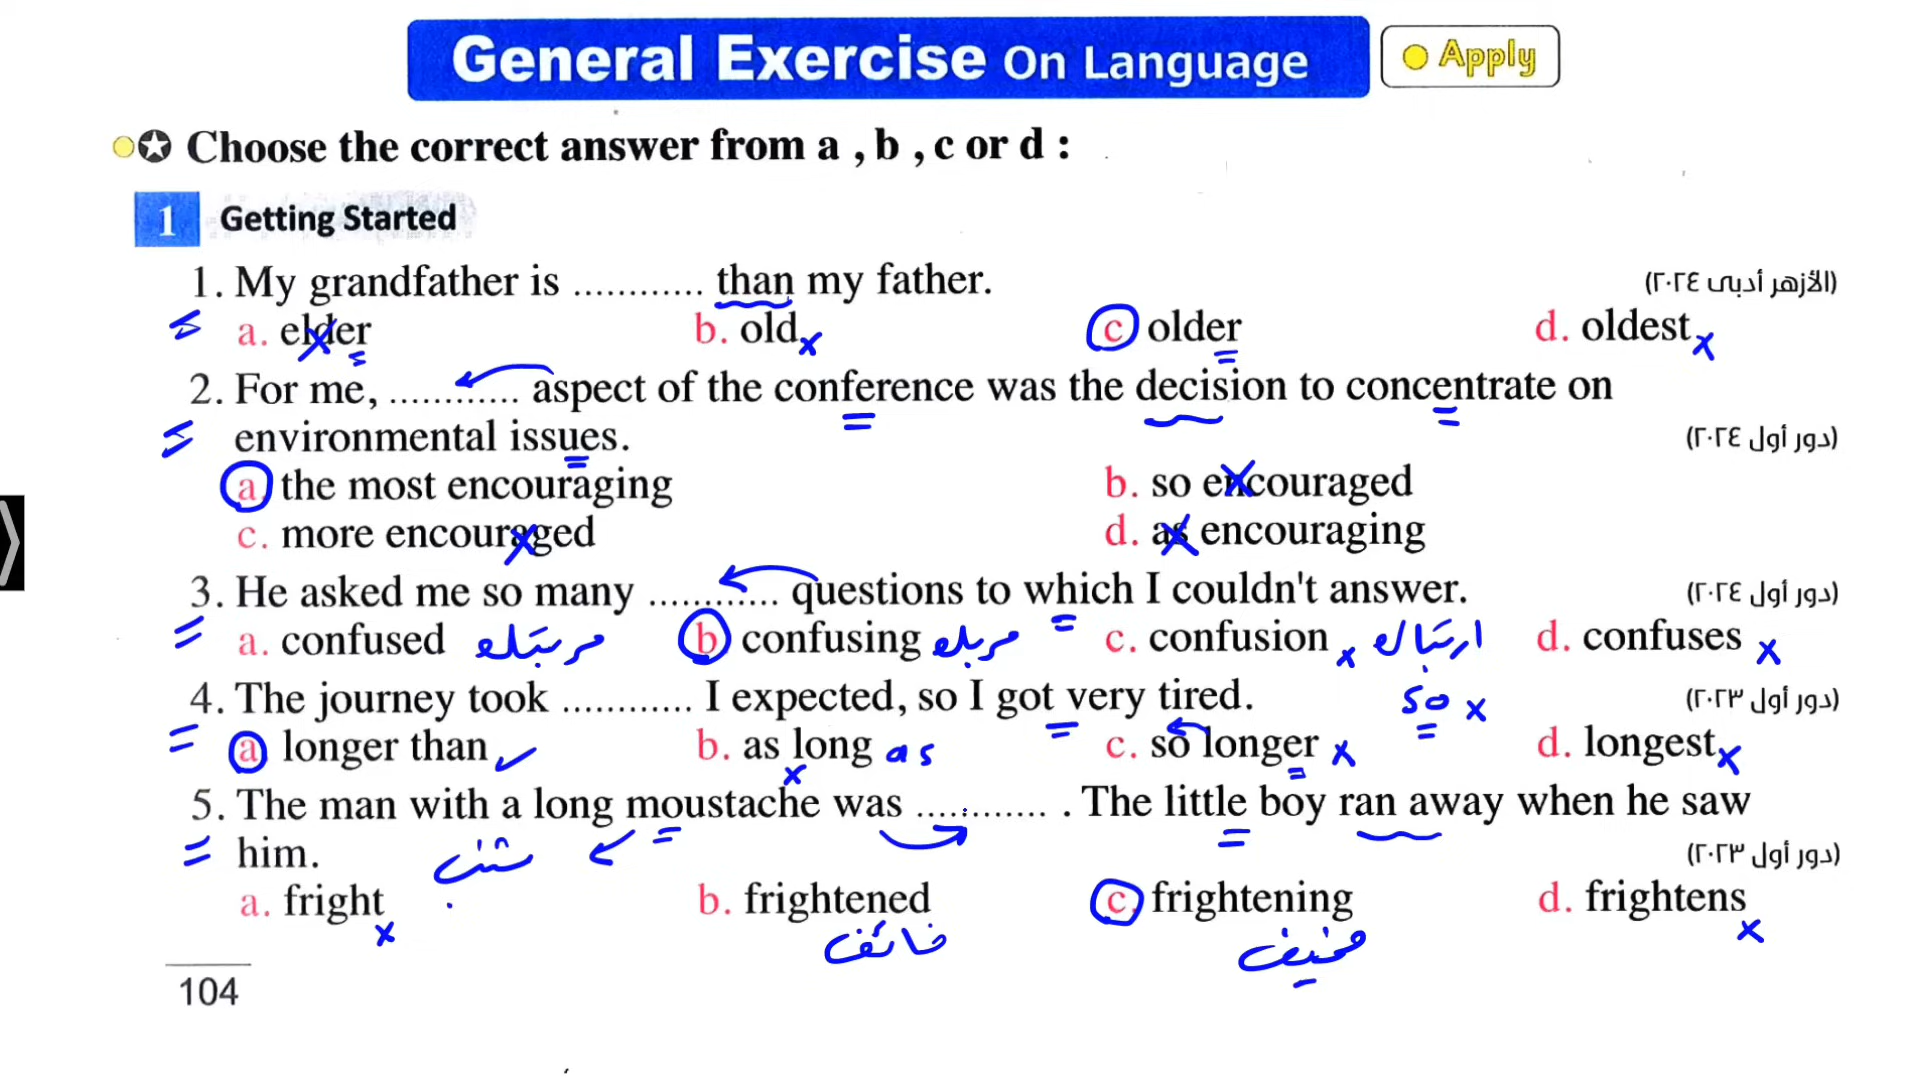 General Exercise On Language Apply
Choose the correct answer from a , b , c or d :
1 Getting Started
1. My grandfather is ............ than my father. (الأزهر أدبى ٢٠٢٤)
a. elder b. old x c older d. oldest x
2. For me, ............ aspect of the conference was the decision to concentrate on
environmental issues. (دور أول ٢٠٢٤)
a. the most encouraging b. so encouraged
c. more encouraged d. as encouraging
3. He asked me so many ............ questions to which I couldn't answer. (دور أول ٢٠٢٤)
a. confused مرتبك b confusing مربك c. confusion x ارتباك d. confuses x
4. The journey took ............ I expected, so I got very tired. so x (دور أول ٢٠٢٣)
a longer than ✓ b. as long as x c. so longer x d. longest x
5. The man with a long moustache was ............ . The little boy ran away when he saw
him. شنب (دور أول ٢٠٢٣)
a. fright x b. frightened c. frightening d. frightens x
خائف مخيف
104